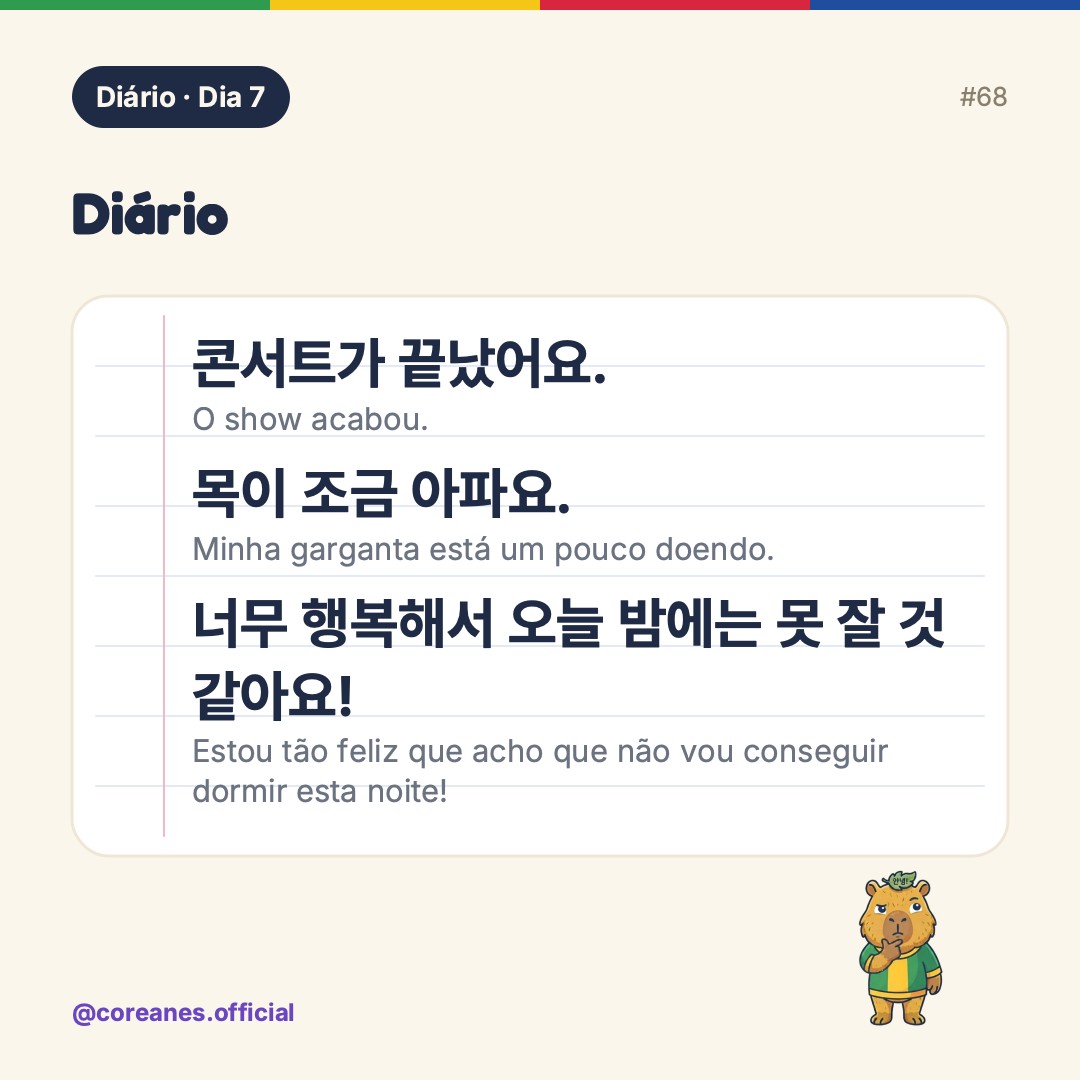 Diário · Dia 7
#68
Diário
콘서트가 끝났어요.
O show acabou.
목이 조금 아파요.
Minha garganta está um pouco doendo.
너무 행복해서 오늘 밤에는 못 잘 것
같아요!
Estou tão feliz que acho que não vou conseguir
dormir esta noite!
안녕!
@coreanes.official